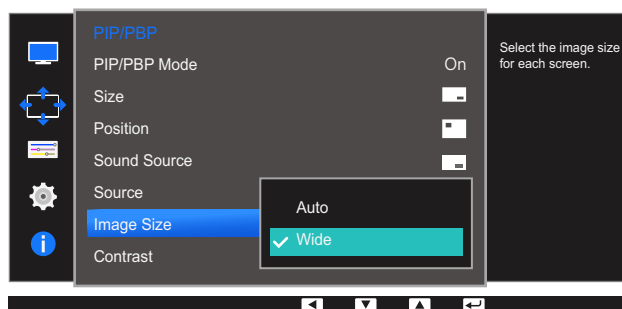 PIP/PBP
PIP/PBP Mode On
Size
Position
Sound Source
Source
Image Size
Contrast
Auto
Wide
Select the image size
for each screen.